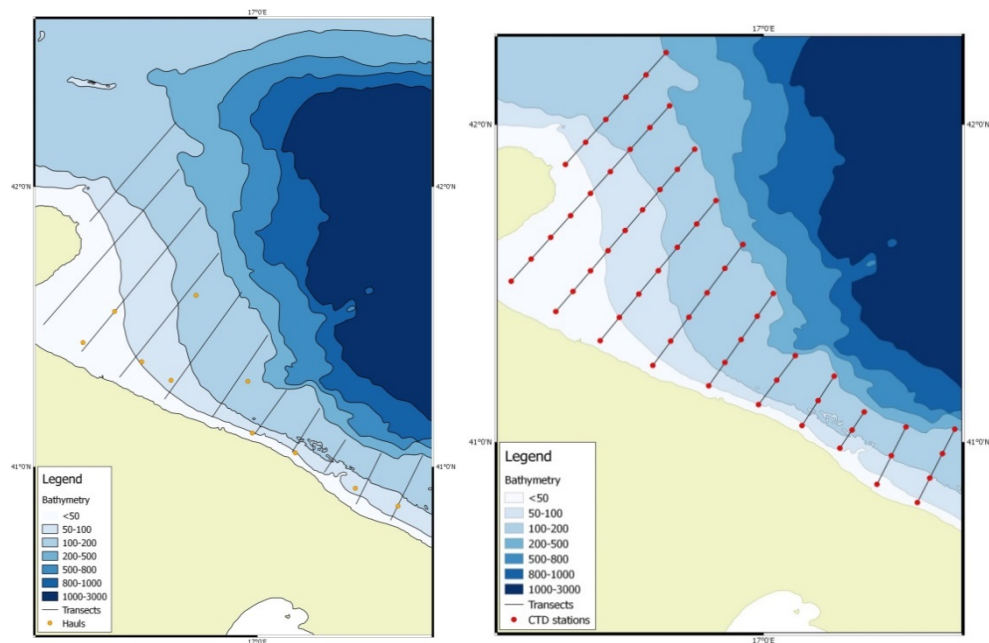 17°0'E
42°0'N
42°0'N
41°0'N
41°0'N
Legend
Bathymetry
<50
50-100
100-200
200-500
500-800
800-1000
1000-3000
Transects
Hauls
17°0'E
17°0'E
42°0'N
42°0'N
41°0'N
41°0'N
Legend
Bathymetry
<50
50-100
100-200
200-500
500-800
800-1000
1000-3000
Transects
CTD stations
17°0'E